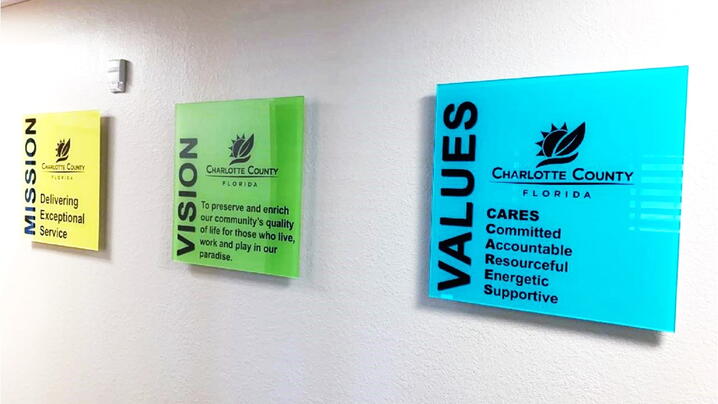 MISSION
CHARLOTTE COUNTY
FLORIDA
Delivering
Exceptional
Service
VISION
CHARLOTTE COUNTY
FLORIDA
To preserve and enrich
our community's quality
of life for those who live,
work and play in our
paradise.
VALUES
CHARLOTTE COUNTY
FLORIDA
CARES
Committed
Accountable
Resourceful
Energetic
Supportive